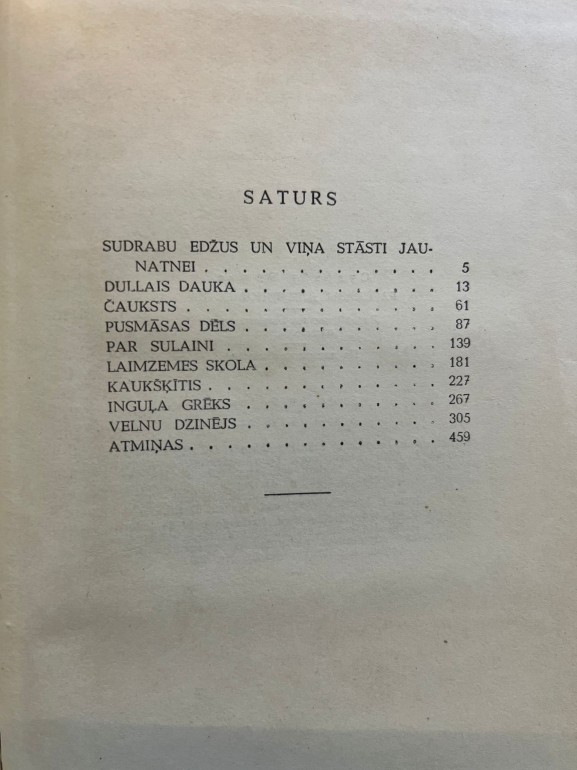 SATURS
SUDRABU EDŽUS UN VIŅA STĀSTI JAU-
NATNEI . . . . . . . . . . . . . 5
DULLAIS DAUKA . . . . . . . . . . . 13
ČAUKSTS . . . . . . . . . . . . . . 61
PUSMĀSAS DĒLS . . . . . . . . . . . 87
PAR SULAINI . . . . . . . . . . . . 139
LAIMZEMES SKOLA . . . . . . . . . . 181
KAUKŠĶĪTIS . . . . . . . . . . . . . 227
INGUĻA GRĒKS . . . . . . . . . . . 267
VELNU DZINĒJS . . . . . . . . . . . 305
ATMIŅAS . . . . . . . . . . . . . . 459